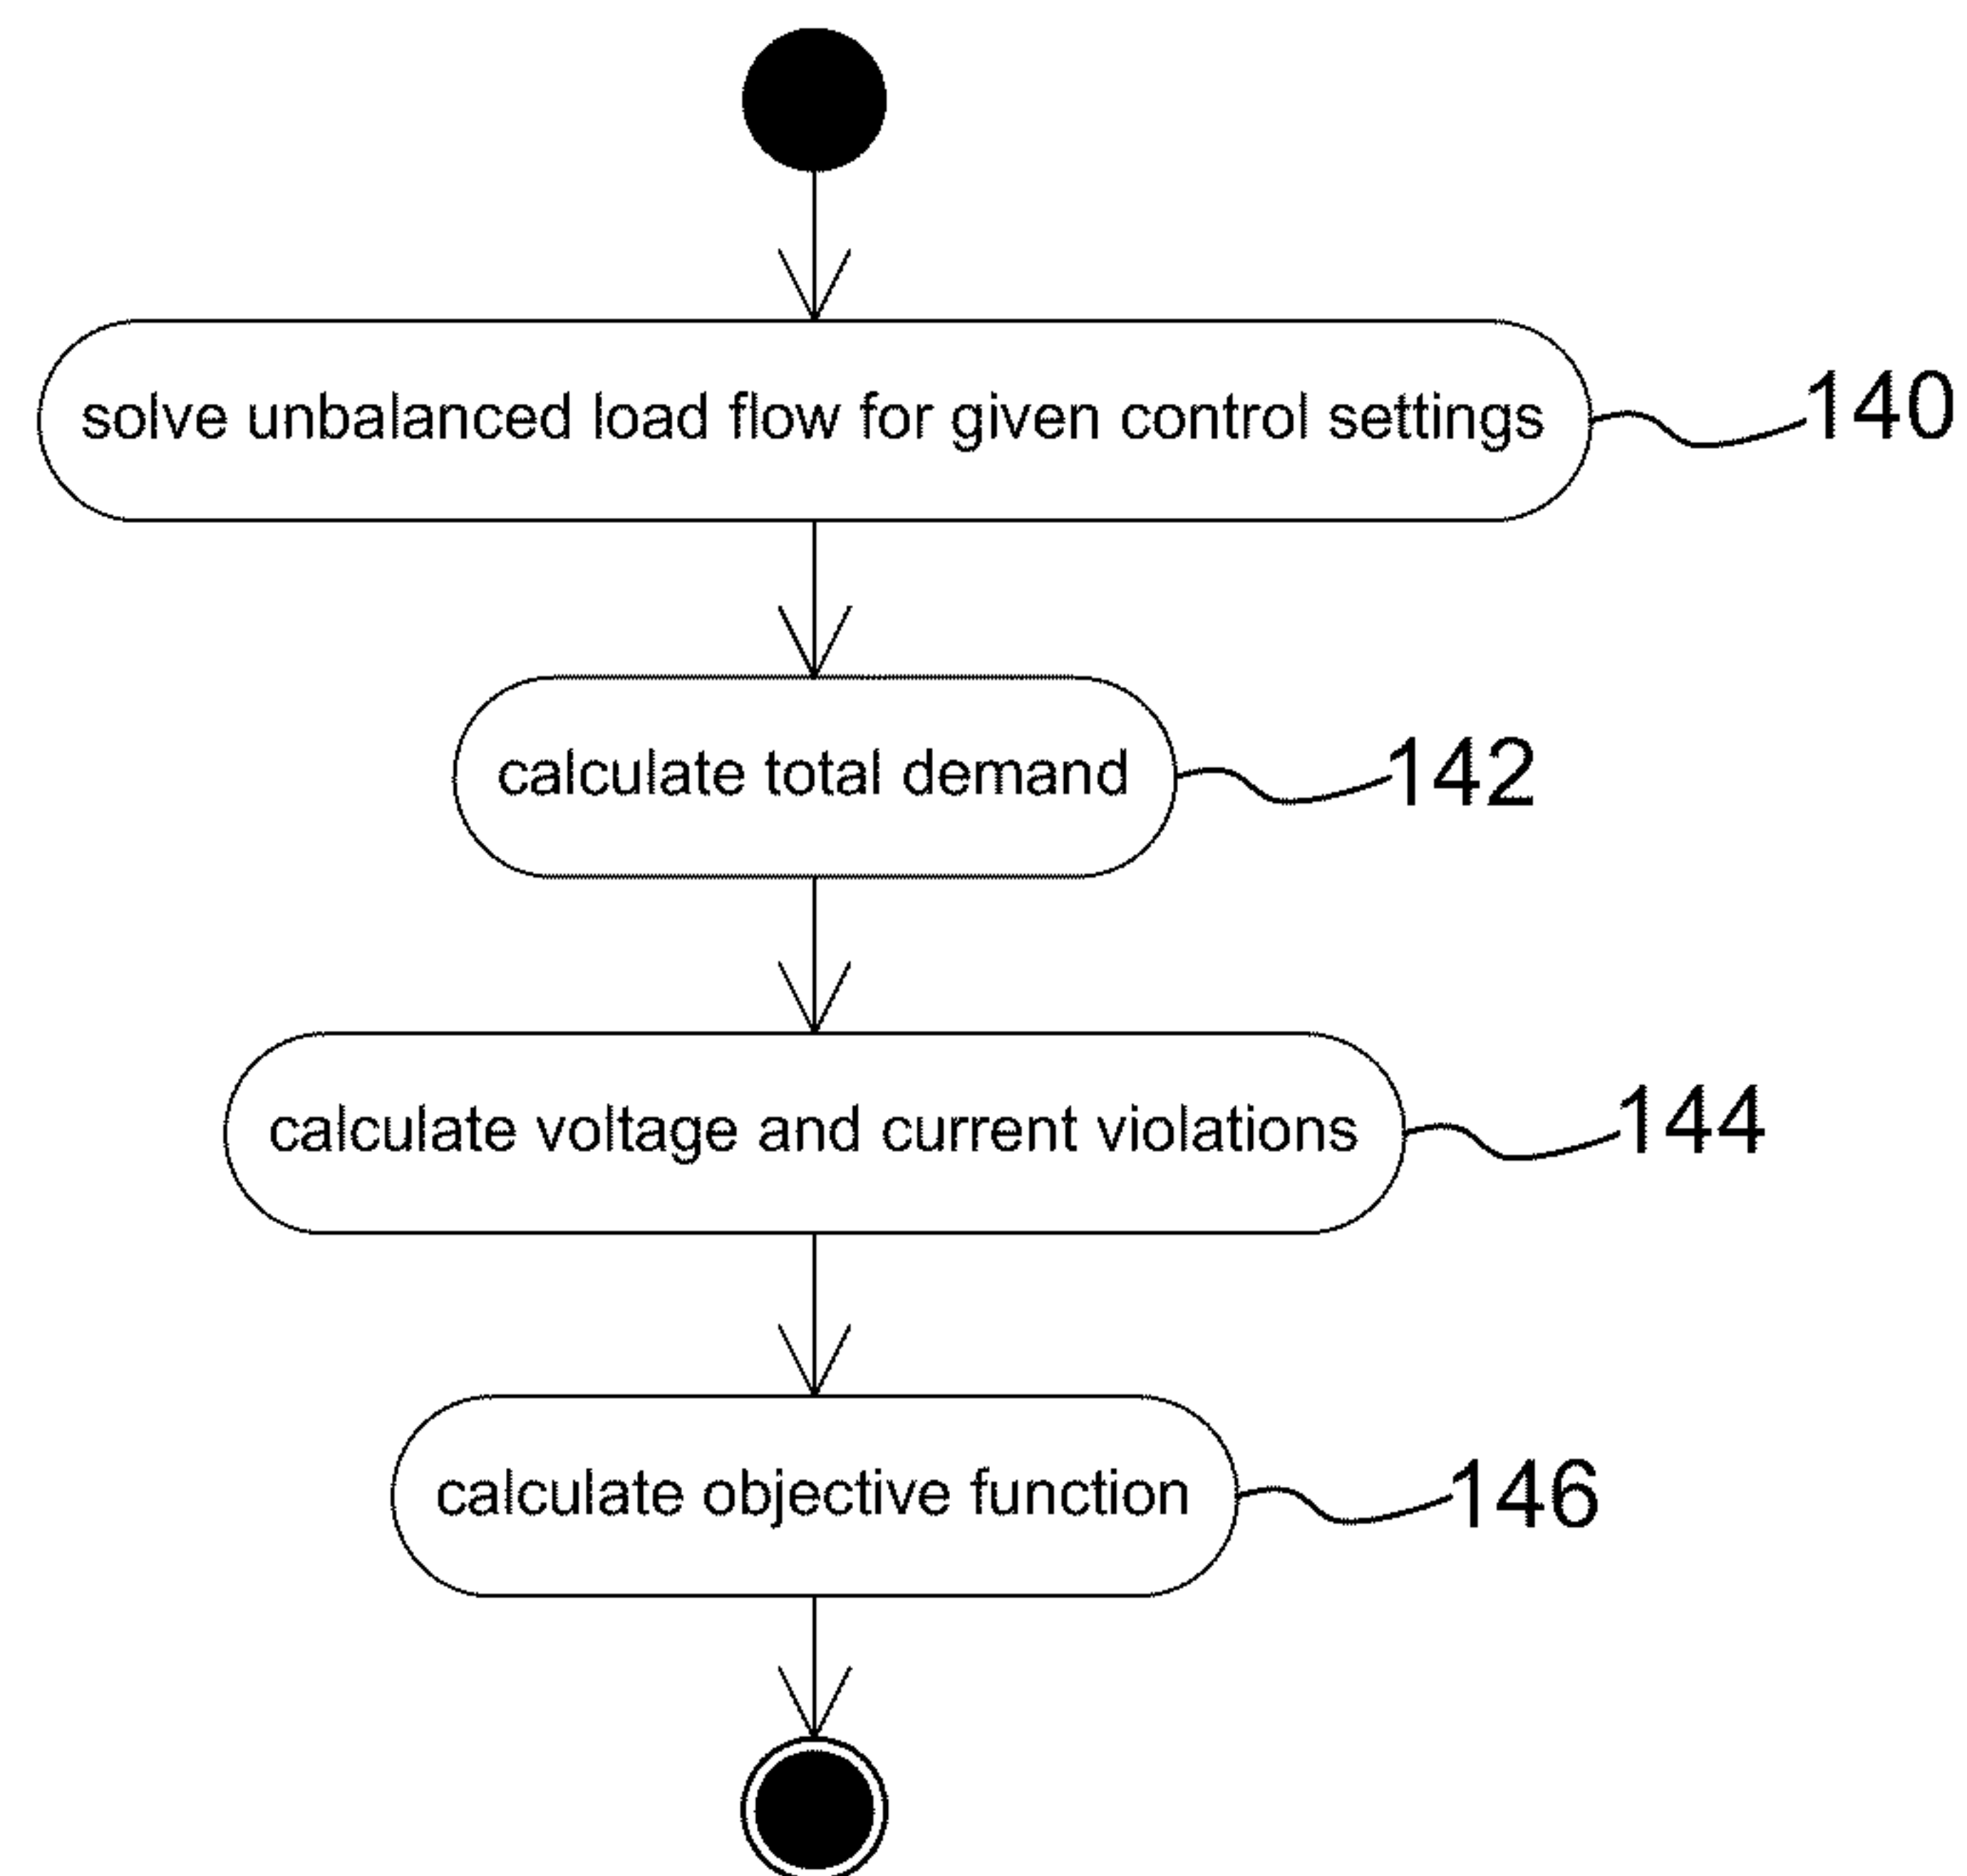 solve unbalanced load flow for given control settings
140
calculate total demand
142
calculate voltage and current violations
144
calculate objective function
146